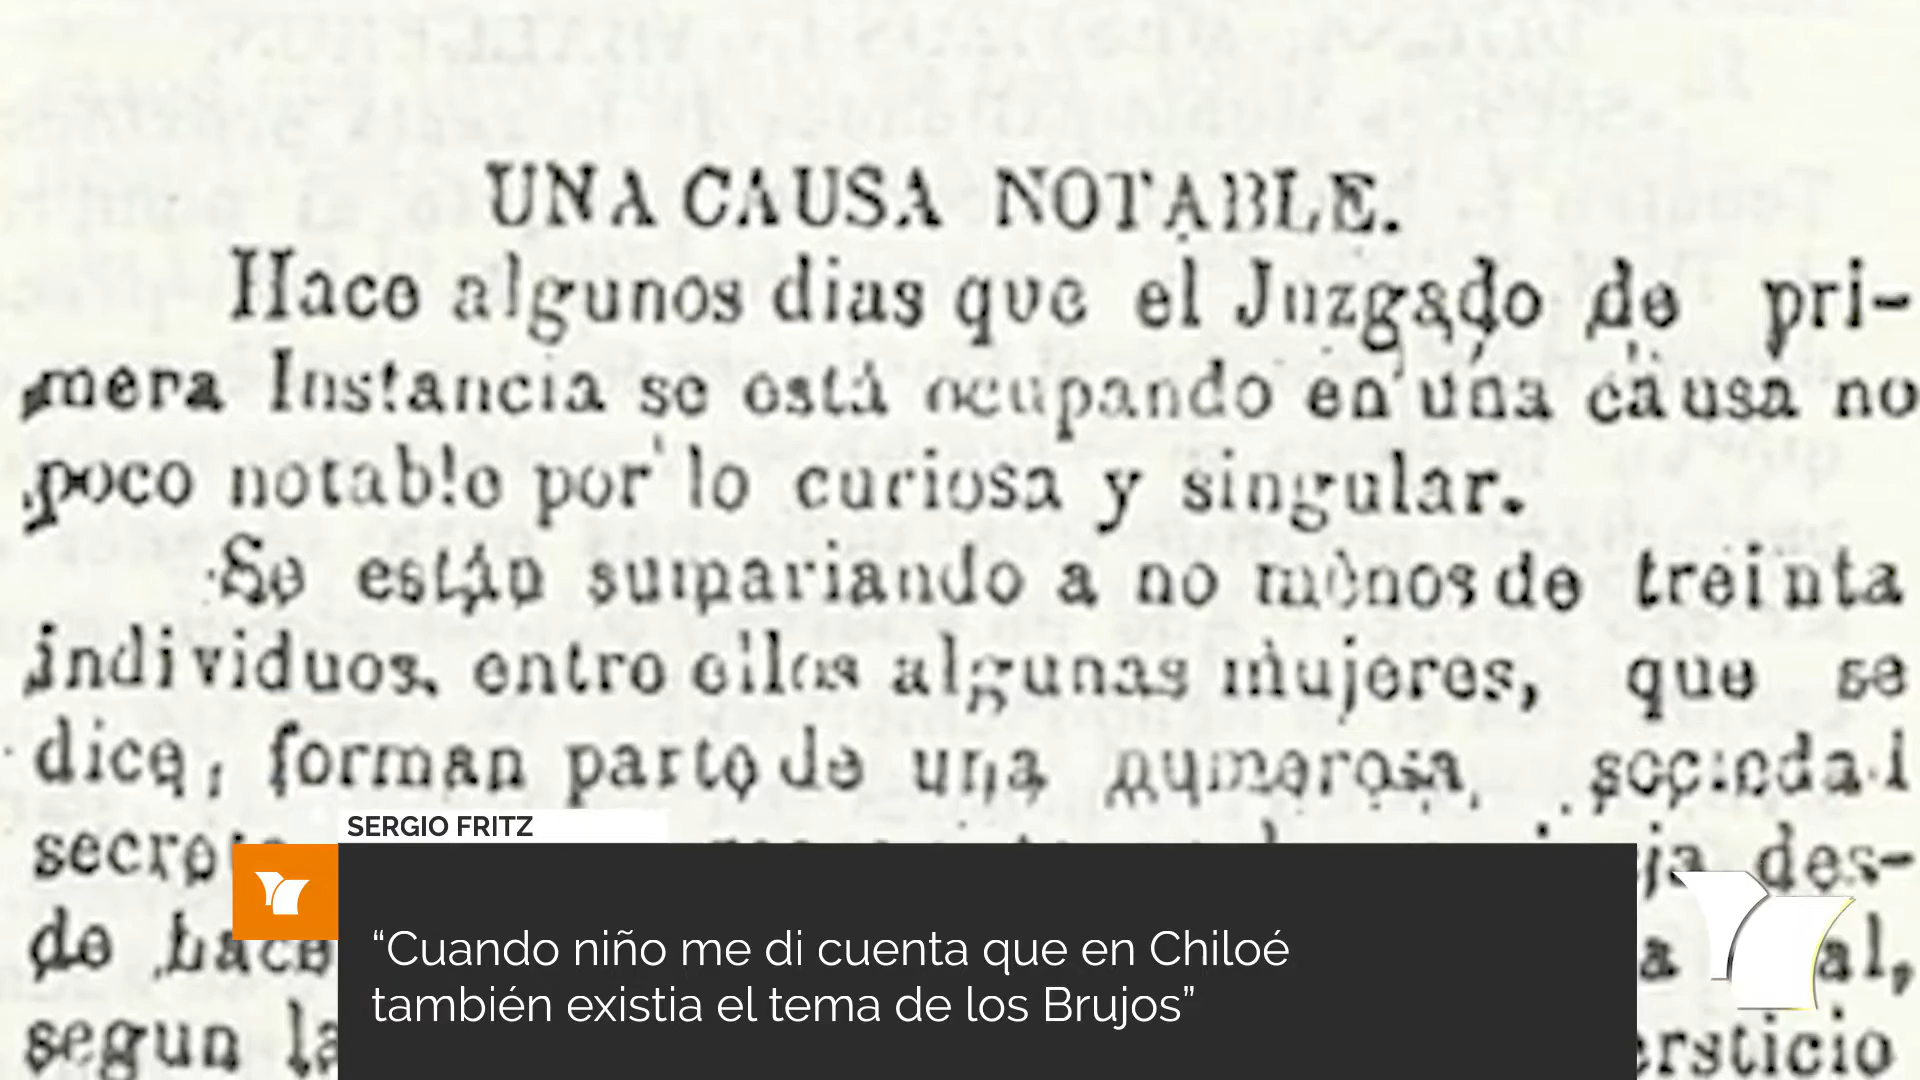 UNA CAUSA NOTABLE.
Hace algunos dias que el Juzgado de pri-
mera Instancia se está ocupando en una causa no
poco notable por lo curiosa y singular.
Se están sumariando a no ménos de treinta
individuos, entre ellos algunas mujeres, que se
dice, forman parte de una numerosa sociedad
des-
de hace al,
segun
SERGIO FRITZ
“Cuando niño me di cuenta que en Chiloé
también existia el tema de los Brujos”